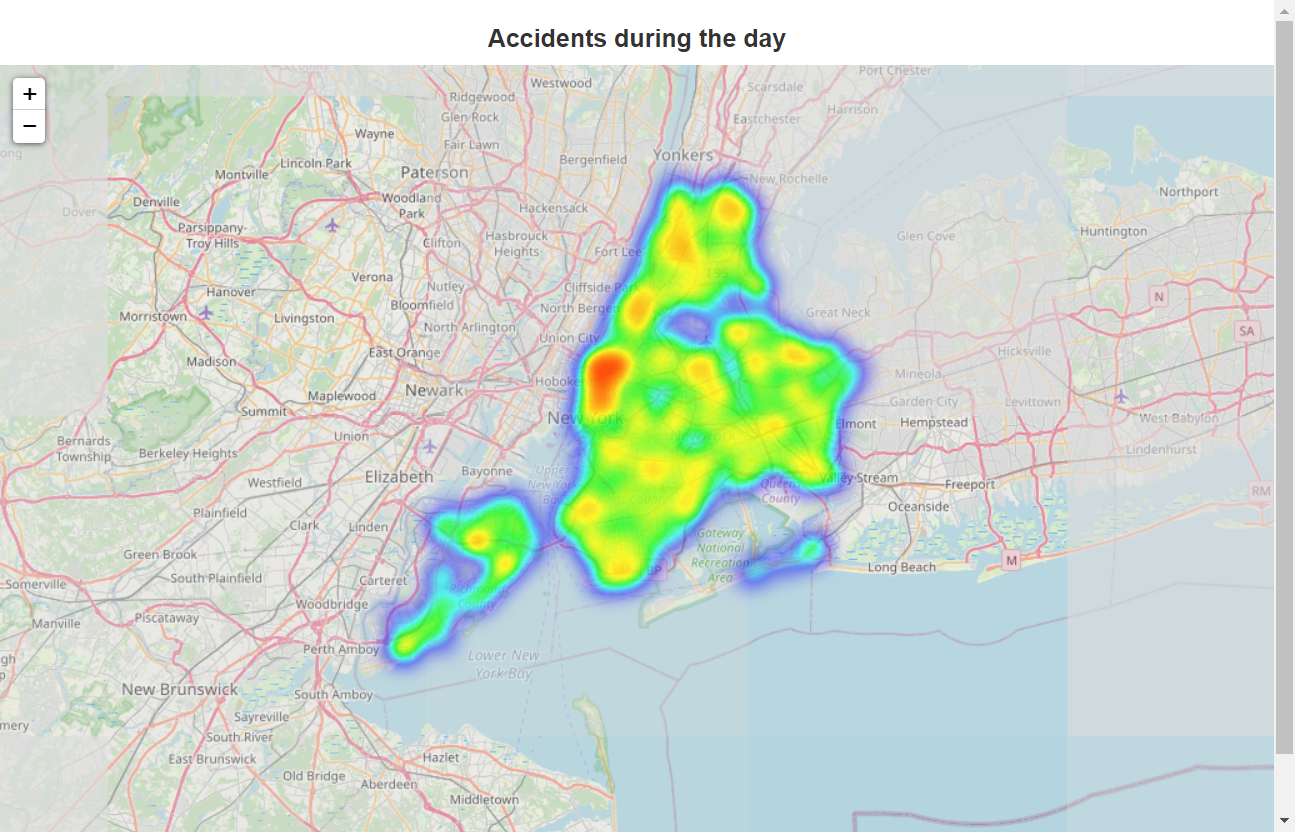 Accidents during the day
+
−
Port Chester
Westwood
Scarsdale
Ridgewood
Harrison
Glen Rock
Eastchester
Wayne
Fair Law
Yonkers
Lincoln Park
Bergenfield
Montville
Paterson
New Rochelle
Northport
Denville
Woodland
Park
Hackensack
Dover
Parsippany-
Troy Hills
Huntington
Clifton
Hasbrouck
Heights
Glen Cove
Fort Lee
Verona
Nutley
Cliffside Park
Hanover
Bloomfield
North Bergen
N
Morristown
Livingston
Great Neck
North Arlington
Union City
SA
East Orange
Hicksville
Madison
Mineola
Hoboke
Newark
Maplewood
Garden City
Levittown
Summit
New York
West Babylon
Elmont
Hempstead
Union
Bernards
Township
Berkeley Heights
Lindenhurst
Elizabeth
Bayonne
Upper
New York
Ba
Valley Stream
Westfield
Freeport
Queens
County
RM
Plainfield
Oceanside
Clark
Linden
Gateway
National
Recreation
Area
Green Brook
M
Long Beach
BP
South Plainfield
Carteret
Somerville
Richmond
County
Woodbridge
Piscataway
Manville
Perth Amboy
Lower New
York Bay
New Brunswick
South Amboy
Sayreville
South River
Hazlet
East Brunswick
Old Bridge
Aberdeen
Middletown